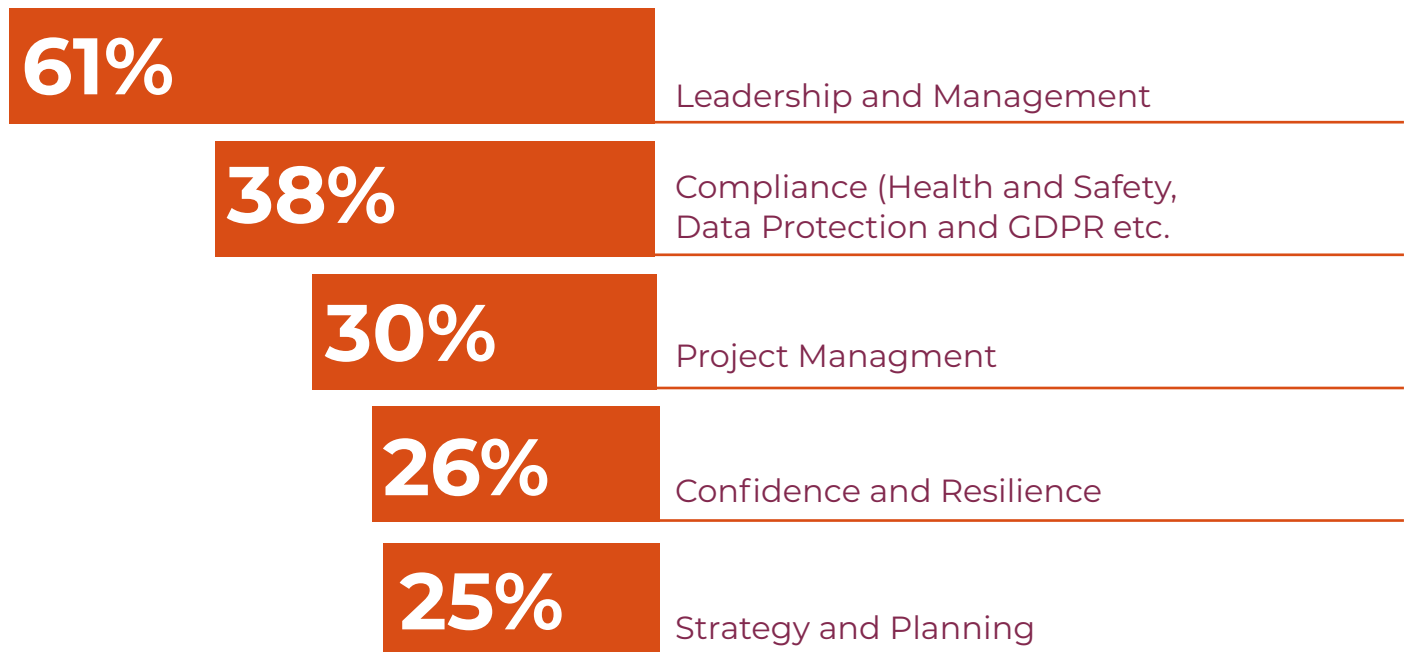 61%
Leadership and Management
38%
Compliance (Health and Safety,
Data Protection and GDPR etc.
30%
Project Managment
26%
Confidence and Resilience
25%
Strategy and Planning